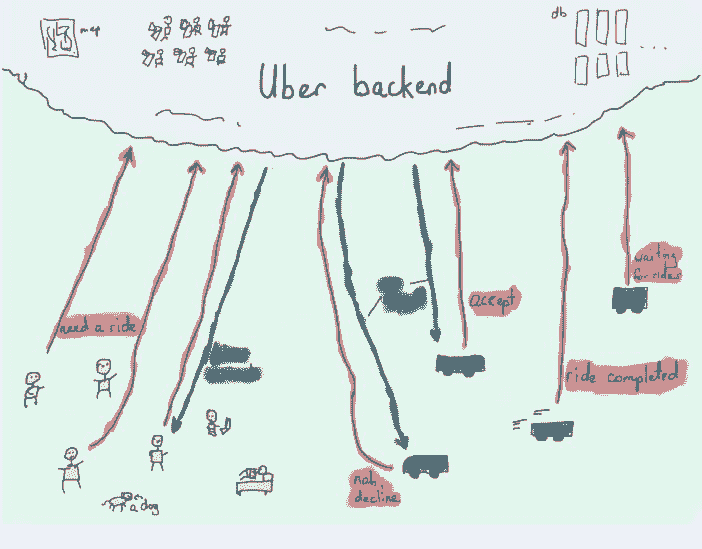 map
db
Uber backend
waiting
for rides
accept
need a ride
ride completed
nah
decline
a dog